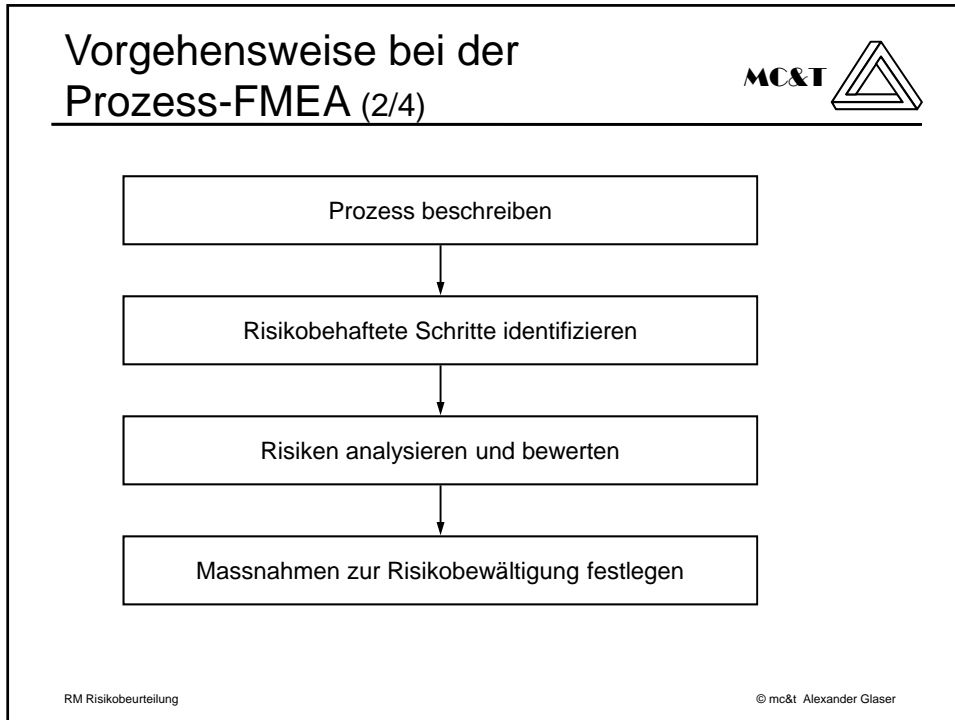 Vorgehensweise bei der
Prozess-FMEA (2/4)
MC&T
Prozess beschreiben
Risikobehaftete Schritte identifizieren
Risiken analysieren und bewerten
Massnahmen zur Risikobewältigung festlegen
RM Risikobeurteilung
© mc&t Alexander Glaser